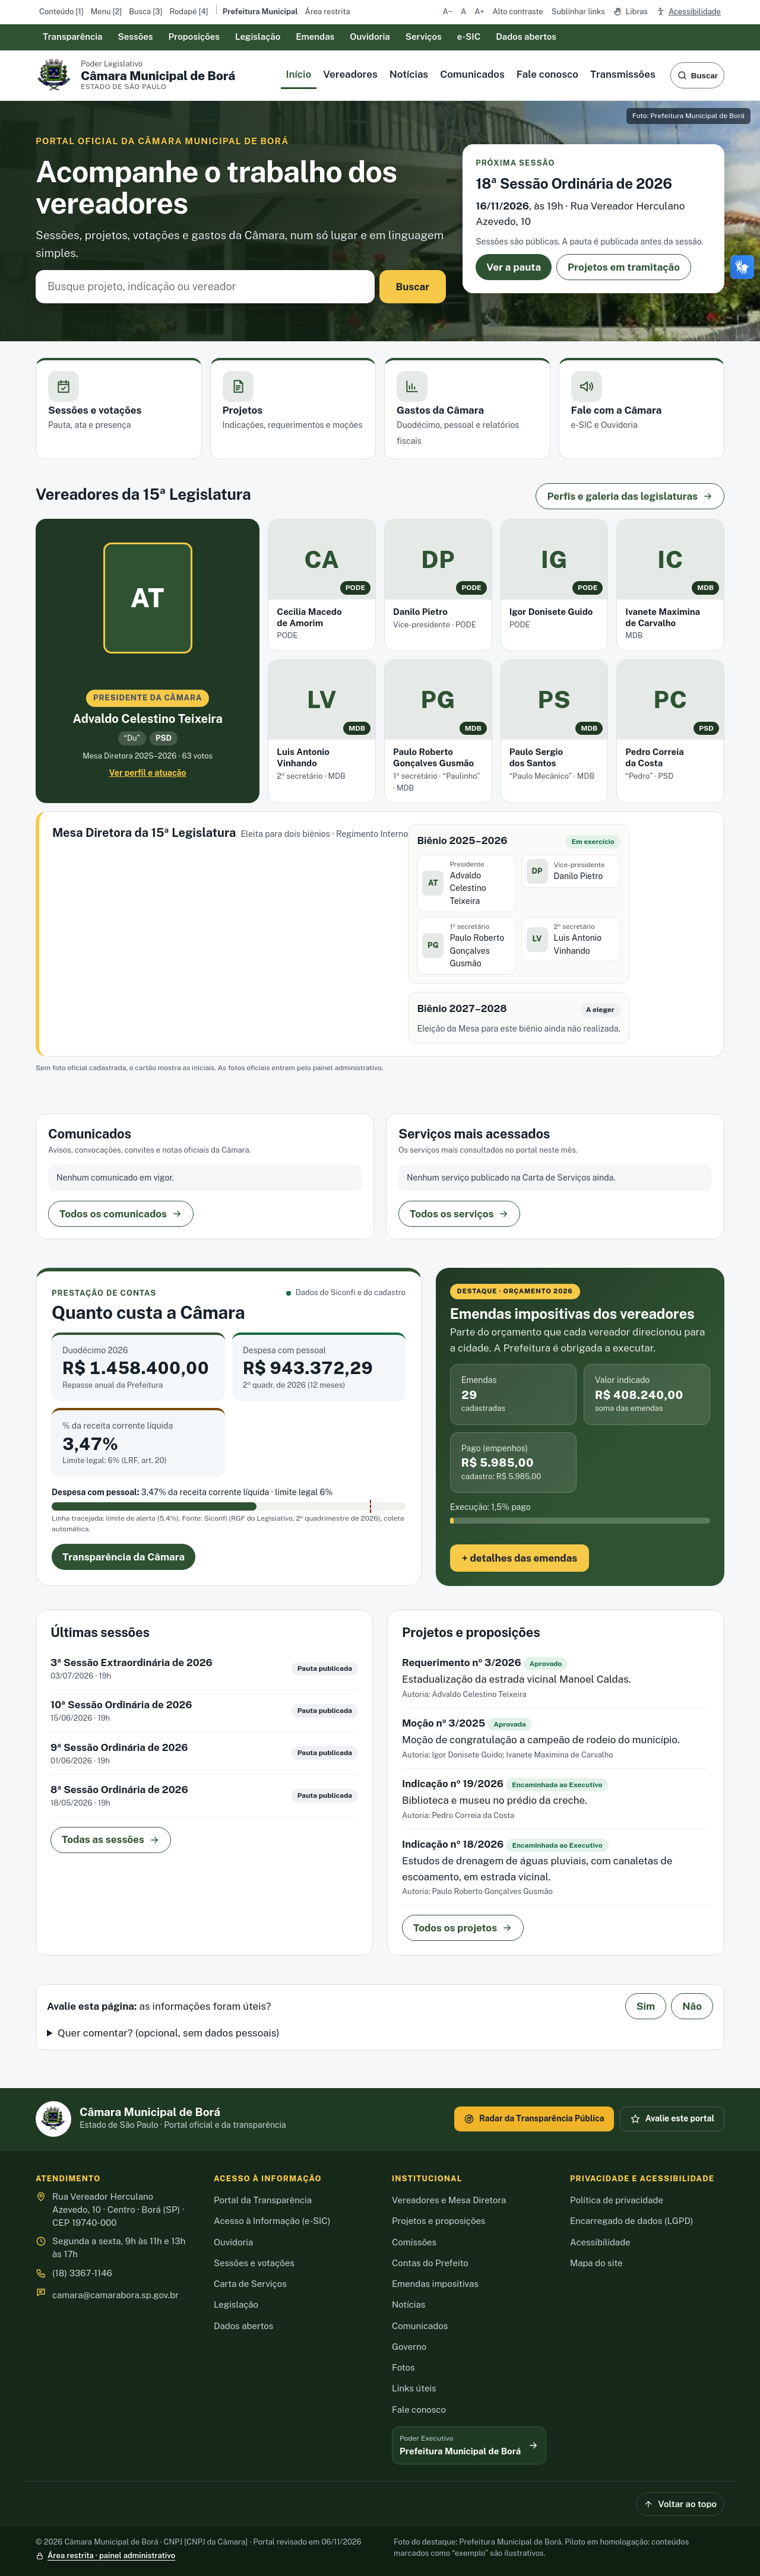 Conteúdo [1] Menu [2] Busca [3] Rodapé [4] Prefeitura Municipal Área restrita
A− A A+ Alto contraste Sublinhar links Libras Acessibilidade
Transparência Sessões Proposições Legislação Emendas Ouvidoria Serviços e-SIC Dados abertos
Poder Legislativo
Câmara Municipal de Borá
ESTADO DE SÃO PAULO
Início Vereadores Notícias Comunicados Fale conosco Transmissões Buscar
Foto: Prefeitura Municipal de Borá
PORTAL OFICIAL DA CÂMARA MUNICIPAL DE BORÁ
Acompanhe o trabalho dos
vereadores
Sessões, projetos, votações e gastos da Câmara, num só lugar e em linguagem
simples.
Busque projeto, indicação ou vereador
Buscar
PRÓXIMA SESSÃO
18ª Sessão Ordinária de 2026
16/11/2026, às 19h · Rua Vereador Herculano
Azevedo, 10
Sessões são públicas. A pauta é publicada antes da sessão.
Ver a pauta
Projetos em tramitação
Sessões e votações
Pauta, ata e presença
Projetos
Indicações, requerimentos e moções
Gastos da Câmara
Duodécimo, pessoal e relatórios
fiscais
Fale com a Câmara
e-SIC e Ouvidoria
Vereadores da 15ª Legislatura
Perfis e galeria das legislaturas →
AT
PRESIDENTE DA CÂMARA
Advaldo Celestino Teixeira
“Du” PSD
Mesa Diretora 2025–2026 · 63 votos
Ver perfil e atuação
CA
PODE
Cecilia Macedo
de Amorim
PODE
DP
PODE
Danilo Pietro
Vice-presidente · PODE
IG
PODE
Igor Donisete Guido
PODE
IC
MDB
Ivanete Maximina
de Carvalho
MDB
LV
MDB
Luis Antonio
Vinhando
2º secretário · MDB
PG
MDB
Paulo Roberto
Gonçalves Gusmão
1º secretário · “Paulinho”
· MDB
PS
MDB
Paulo Sergio
dos Santos
“Paulo Mecânico” · MDB
PC
PSD
Pedro Correia
da Costa
“Pedro” · PSD
Mesa Diretora da 15ª Legislatura Eleita para dois biênios · Regimento Interno
Biênio 2025–2026
Em exercício
AT
Presidente
Advaldo
Celestino
Teixeira
DP
Vice-presidente
Danilo Pietro
PG
1º secretário
Paulo Roberto
Gonçalves
Gusmão
LV
2º secretário
Luis Antonio
Vinhando
Biênio 2027–2028
A eleger
Eleição da Mesa para este biênio ainda não realizada.
Sem foto oficial cadastrada, o cartão mostra as iniciais. As fotos oficiais entram pelo painel administrativo.
Comunicados
Avisos, convocações, convites e notas oficiais da Câmara.
Nenhum comunicado em vigor.
Todos os comunicados →
Serviços mais acessados
Os serviços mais consultados no portal neste mês.
Nenhum serviço publicado na Carta de Serviços ainda.
Todos os serviços →
PRESTAÇÃO DE CONTAS
Dados do Siconfi e do cadastro
Quanto custa a Câmara
Duodécimo 2026
R$ 1.458.400,00
Repasse anual da Prefeitura
Despesa com pessoal
R$ 943.372,29
2º quadr. de 2026 (12 meses)
% da receita corrente líquida
3,47%
Limite legal: 6% (LRF, art. 20)
Despesa com pessoal: 3,47% da receita corrente líquida · limite legal 6%
Linha tracejada: limite de alerta (5,4%). Fonte: Siconfi (RGF do Legislativo, 2º quadrimestre de 2026), coleta
automática.
Transparência da Câmara
DESTAQUE · ORÇAMENTO 2026
Emendas impositivas dos vereadores
Parte do orçamento que cada vereador direcionou para
a cidade. A Prefeitura é obrigada a executar.
Emendas
29
cadastradas
Valor indicado
R$ 408.240,00
soma das emendas
Pago (empenhos)
R$ 5.985,00
cadastro: R$ 5.985,00
Execução: 1,5% pago
+ detalhes das emendas
Últimas sessões
3ª Sessão Extraordinária de 2026
03/07/2026 · 19h
Pauta publicada
10ª Sessão Ordinária de 2026
15/06/2026 · 19h
Pauta publicada
9ª Sessão Ordinária de 2026
01/06/2026 · 19h
Pauta publicada
8ª Sessão Ordinária de 2026
18/05/2026 · 19h
Pauta publicada
Todas as sessões →
Projetos e proposições
Requerimento nº 3/2026 Aprovado
Estadualização da estrada vicinal Manoel Caldas.
Autoria: Advaldo Celestino Teixeira
Moção nº 3/2025 Aprovada
Moção de congratulação a campeão de rodeio do município.
Autoria: Igor Donisete Guido; Ivanete Maximina de Carvalho
Indicação nº 19/2026 Encaminhada ao Executivo
Biblioteca e museu no prédio da creche.
Autoria: Pedro Correia da Costa
Indicação nº 18/2026 Encaminhada ao Executivo
Estudos de drenagem de águas pluviais, com canaletas de
escoamento, em estrada vicinal.
Autoria: Paulo Roberto Gonçalves Gusmão
Todos os projetos →
Avalie esta página: as informações foram úteis?
Sim Não
Quer comentar? (opcional, sem dados pessoais)
Câmara Municipal de Borá
Estado de São Paulo · Portal oficial e da transparência
Radar da Transparência Pública
Avalie este portal
ATENDIMENTO
Rua Vereador Herculano
Azevedo, 10 · Centro · Borá (SP) ·
CEP 19740-000
Segunda a sexta, 9h às 11h e 13h
às 17h
(18) 3367-1146
camara@camarabora.sp.gov.br
ACESSO À INFORMAÇÃO
Portal da Transparência
Acesso à Informação (e-SIC)
Ouvidoria
Sessões e votações
Carta de Serviços
Legislação
Dados abertos
INSTITUCIONAL
Vereadores e Mesa Diretora
Projetos e proposições
Comissões
Contas do Prefeito
Emendas impositivas
Notícias
Comunicados
Governo
Fotos
Links úteis
Fale conosco
Poder Executivo
Prefeitura Municipal de Borá →
PRIVACIDADE E ACESSIBILIDADE
Política de privacidade
Encarregado de dados (LGPD)
Acessibilidade
Mapa do site
↑ Voltar ao topo
© 2026 Câmara Municipal de Borá · CNPJ [CNPJ da Câmara] · Portal revisado em 06/11/2026
Área restrita · painel administrativo
Foto do destaque: Prefeitura Municipal de Borá. Piloto em homologação: conteúdos
marcados como “exemplo” são ilustrativos.